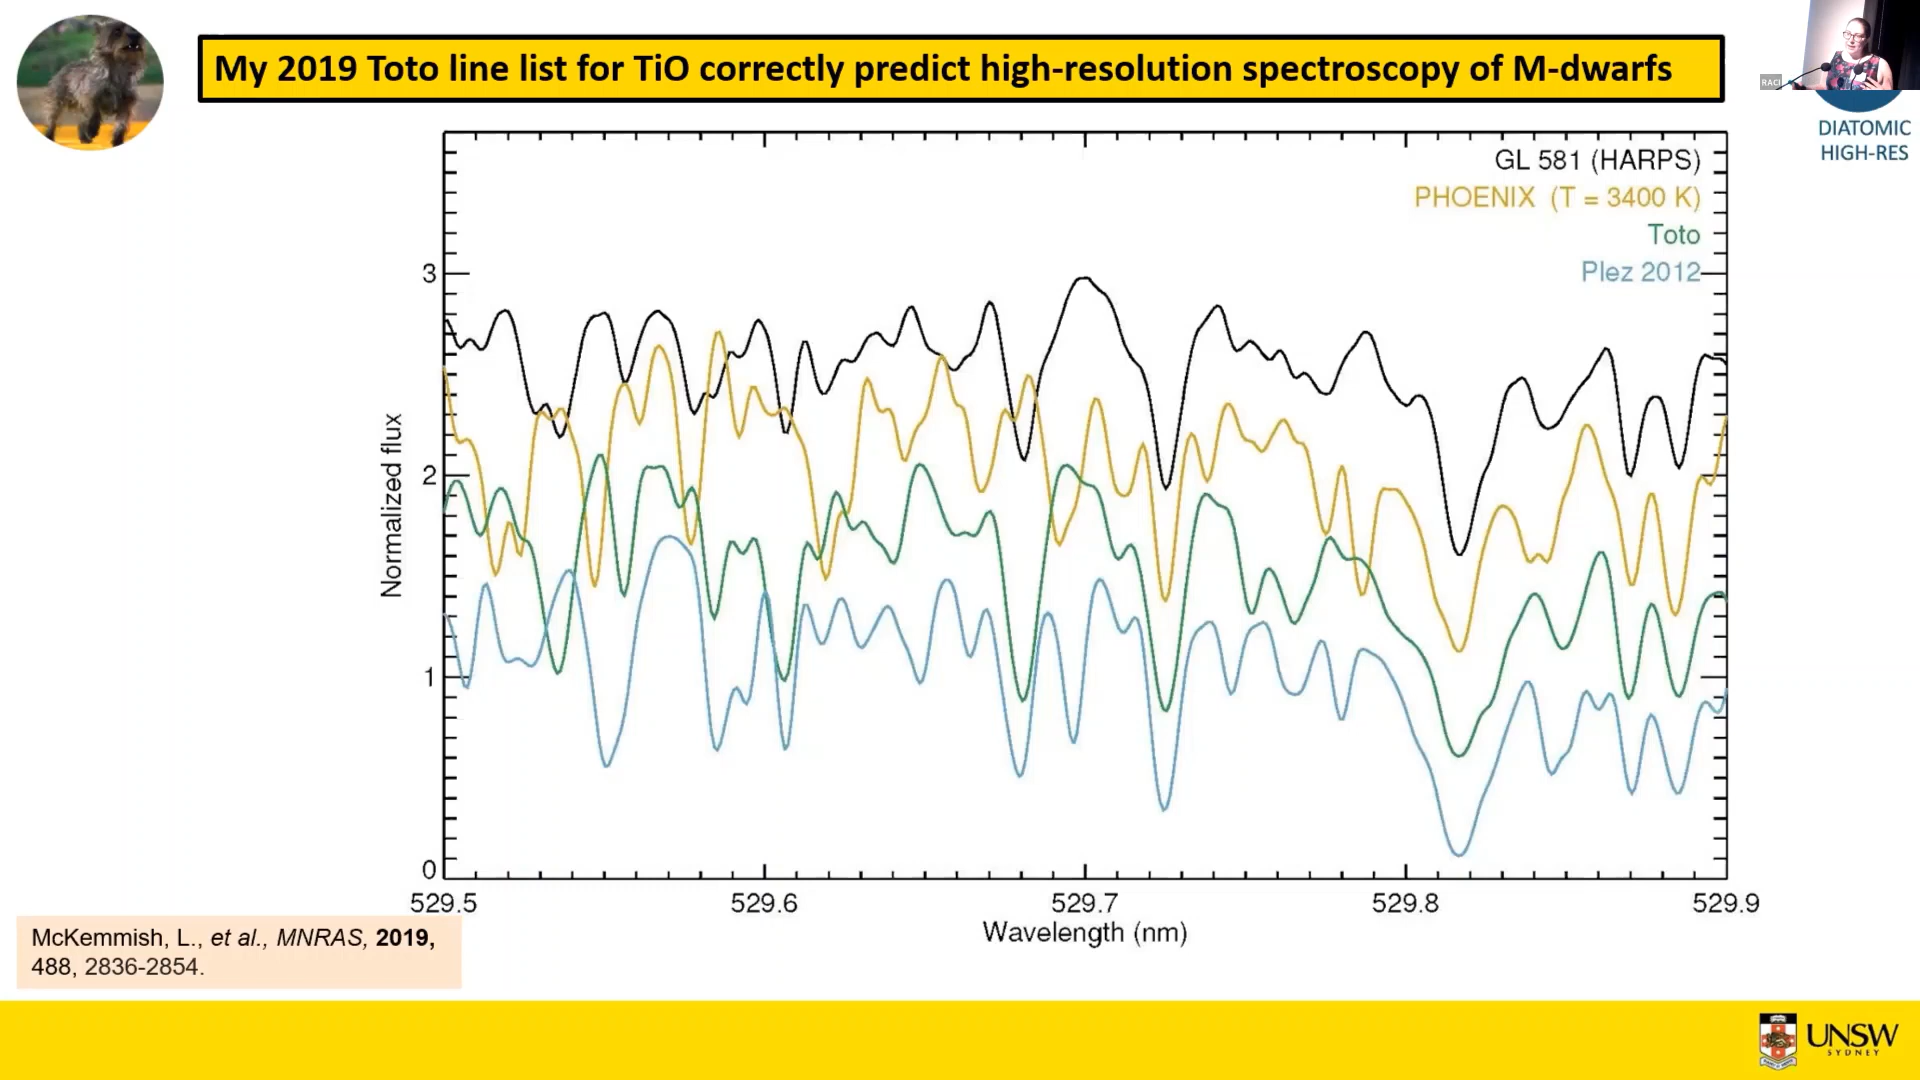 My 2019 Toto line list for TiO correctly predict high-resolution spectroscopy of M-dwarfs
RACI
DIATOMIC
HIGH-RES
GL 581 (HARPS)
PHOENIX (T = 3400 K)
Toto
Plez 2012
3
2
1
0
Normalized flux
529.5
529.6
529.7
529.8
529.9
Wavelength (nm)
McKemmish, L., et al., MNRAS, 2019,
488, 2836-2854.
UNSW
SYDNEY